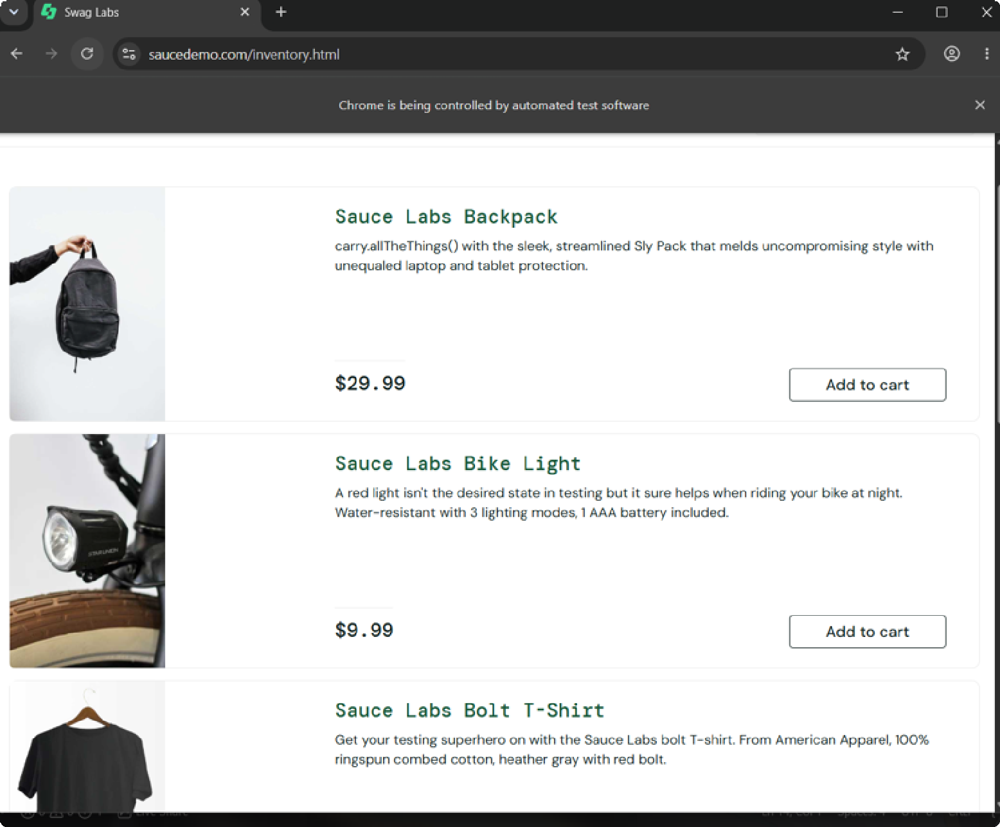 Swag Labs
saucedemo.com/inventory.html
Chrome is being controlled by automated test software
Sauce Labs Backpack
carry.allTheThings() with the sleek, streamlined Sly Pack that melds uncompromising style with
unequaled laptop and tablet protection.
$29.99
Add to cart
Sauce Labs Bike Light
A red light isn't the desired state in testing but it sure helps when riding your bike at night.
Water-resistant with 3 lighting modes, 1 AAA battery included.
STAR UNION
$9.99
Add to cart
Sauce Labs Bolt T-Shirt
Get your testing superhero on with the Sauce Labs bolt T-shirt. From American Apparel, 100%
ringspun combed cotton, heather gray with red bolt.
Live Share